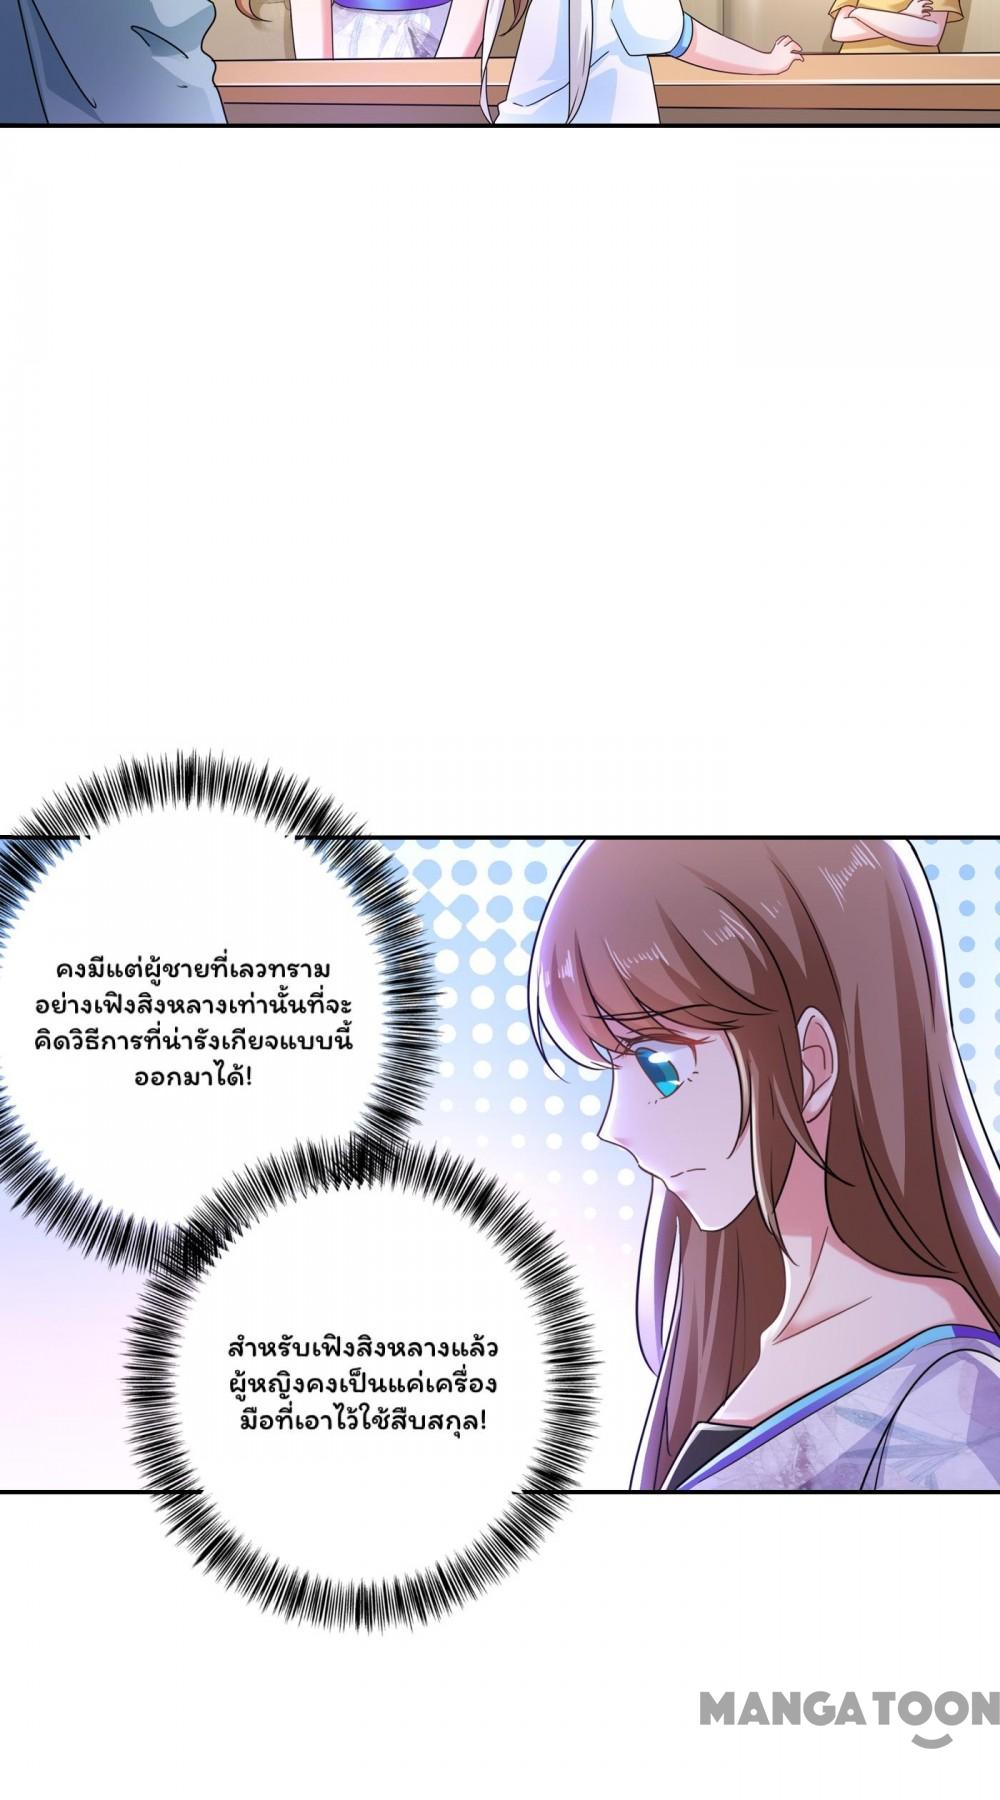 คงมีแต่ผู้ชายที่เลวทราม
อย่างเฟิงสิงหลางเท่านั้นที่จะ
คิดวิธีการที่น่ารังเกียจแบบนี้
ออกมาได้!
สำหรับเฟิงสิงหลางแล้ว
ผู้หญิงคงเป็นแค่เครื่อง
มือที่เอาไว้ใช้สืบสกุล!
MANGATOON